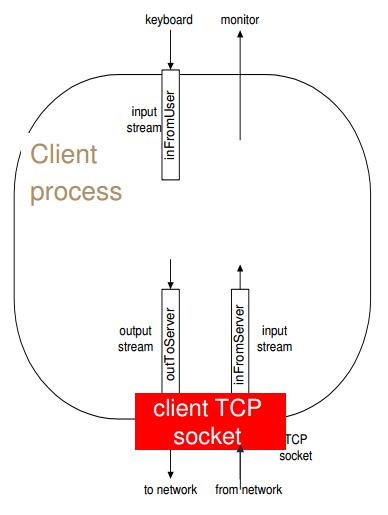 keyboard
monitor
input
stream
inFromUser
Client
process
output
stream
outToServer
inFromServer
input
stream
client TCP
socket
TCP
socket
to network
from network